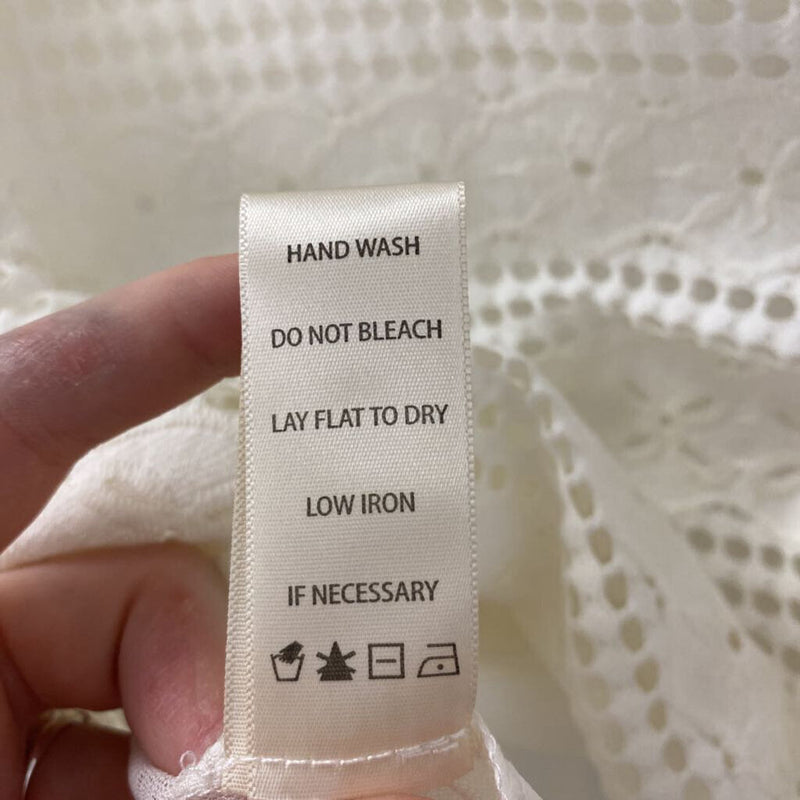 HAND WASH
DO NOT BLEACH
LAY FLAT TO DRY
LOW IRON
IF NECESSARY